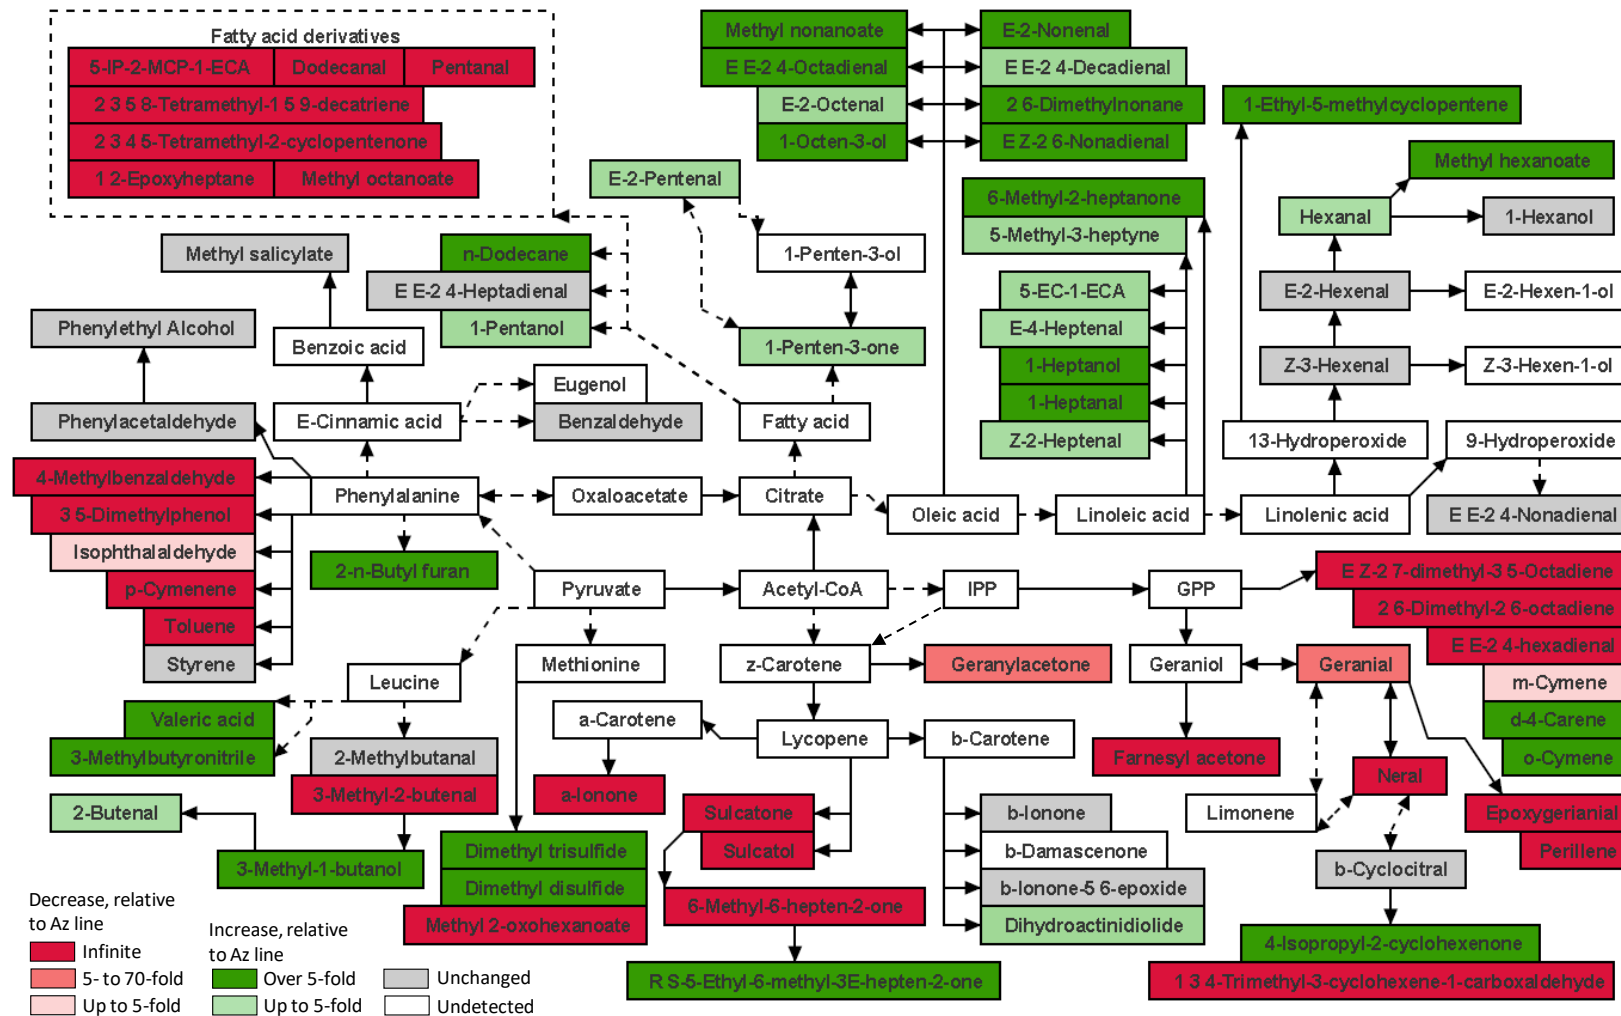 Fatty acid derivatives
5-IP-2-MCP-1-ECA Dodecanal Pentanal
2 3 5 8-Tetramethyl-1 5 9-decatriene
2 3 4 5-Tetramethyl-2-cyclopentenone
1 2-Epoxyheptane Methyl octanoate
Methyl nonanoate E-2-Nonenal
E E-2 4-Octadienal E E-2 4-Decadienal
E-2-Octenal 2 6-Dimethylnonane
1-Octen-3-ol E Z-2 6-Nonadienal
1-Ethyl-5-methylcyclopentene
Methyl hexanoate
E-2-Pentenal
6-Methyl-2-heptanone
Hexanal 1-Hexanol
5-Methyl-3-heptyne
Methyl salicylate n-Dodecane 1-Penten-3-ol
E E-2 4-Heptadienal 5-EC-1-ECA E-2-Hexenal E-2-Hexen-1-ol
Phenylethyl Alcohol 1-Pentanol E-4-Heptenal
Benzoic acid 1-Penten-3-one
1-Heptanol Z-3-Hexenal Z-3-Hexen-1-ol
Eugenol
1-Heptanal
Phenylacetaldehyde E-Cinnamic acid Benzaldehyde Fatty acid
Z-2-Heptenal 13-Hydroperoxide 9-Hydroperoxide
4-Methylbenzaldehyde
Phenylalanine Oxaloacetate Citrate
3 5-Dimethylphenol Oleic acid Linoleic acid Linolenic acid E E-2 4-Nonadienal
Isophthalaldehyde
2-n-Butyl furan E Z-2 7-dimethyl-3 5-Octadiene
p-Cymenene Pyruvate Acetyl-CoA IPP GPP
2 6-Dimethyl-2 6-octadiene
Toluene
E E-2 4-hexadienal
Styrene Methionine z-Carotene Geranylacetone Geraniol Geranial
Leucine m-Cymene
Valeric acid a-Carotene d-4-Carene
3-Methylbutyronitrile 2-Methylbutanal Lycopene b-Carotene Farnesyl acetone o-Cymene
3-Methyl-2-butenal a-Ionone Neral
2-Butenal Sulcatone b-Ionone Limonene Epoxygerianial
Dimethyl trisulfide Sulcatol b-Damascenone Perillene
3-Methyl-1-butanol b-Cyclocitral
Dimethyl disulfide b-Ionone-5 6-epoxide
6-Methyl-6-hepten-2-one
Methyl 2-oxohexanoate Dihydroactinidiolide
4-Isopropyl-2-cyclohexenone
R S-5-Ethyl-6-methyl-3E-hepten-2-one 1 3 4-Trimethyl-3-cyclohexene-1-carboxaldehyde
Decrease, relative
to Az line
Infinite
5- to 70-fold
Up to 5-fold
Increase, relative
to Az line
Over 5-fold
Up to 5-fold
Unchanged
Undetected